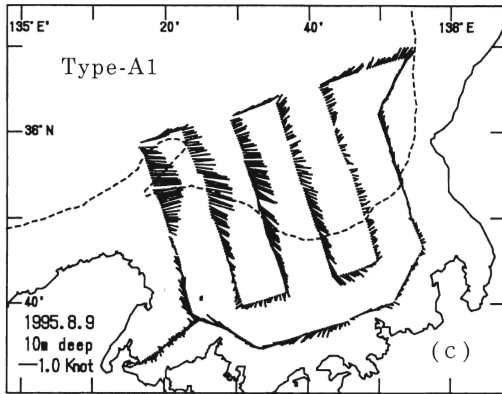 135° E' 20' 40' 136° E
Type-A1
36° N
40'
1995.8.9
10m deep
1.0 Knot
(c)